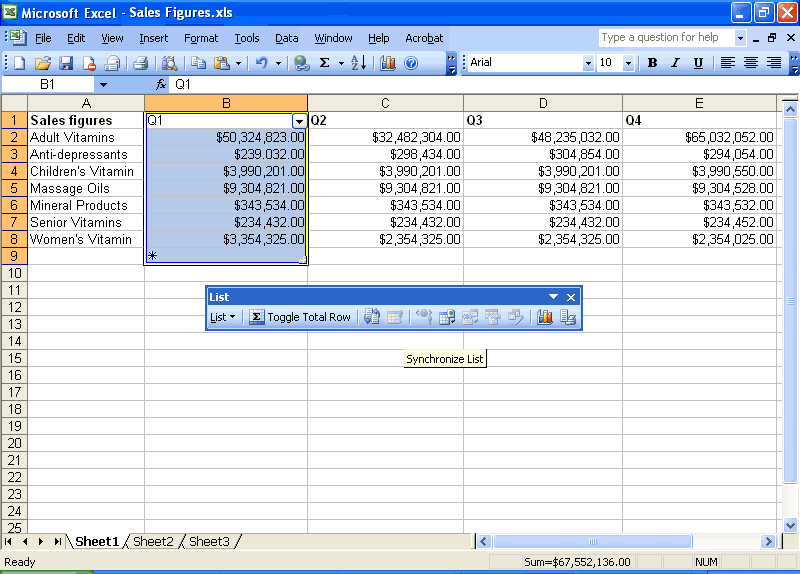 Microsoft Excel - Sales Figures.xls
File Edit View Insert Format Tools Data Window Help Acrobat Type a question for help
Arial 10 B I U
B1 fx Q1
A B C D E
1 Sales figures Q1 Q2 Q3 Q4
2 Adult Vitamins $50,324,823.00 $32,482,304.00 $48,235,032.00 $65,032,052.00
3 Anti-depressants $239.032.00 $298,434.00 $304,854.00 $294,054.00
4 Children's Vitamin $3,990,201.00 $3,990,201.00 $3,990,201.00 $3,990,550.00
5 Massage Oils $9,304,821.00 $9,304,821.00 $9,304,821.00 $9,304,528.00
6 Mineral Products $343,534.00 $343,534.00 $343,534.00 $343,532.00
7 Senior Vitamins $234,432.00 $234,432.00 $234,432.00 $234,452.00
8 Women's Vitamin $3,354,325.00 $2,354,325.00 $2,354,325.00 $2,354,025.00
9 *
10
11
List
12
List Toggle Total Row
13
14
15
Synchronize List
16
17
18
19
20
21
22
23
24
25
Sheet1 Sheet2 Sheet3
Ready Sum=$67,552,136.00 NUM